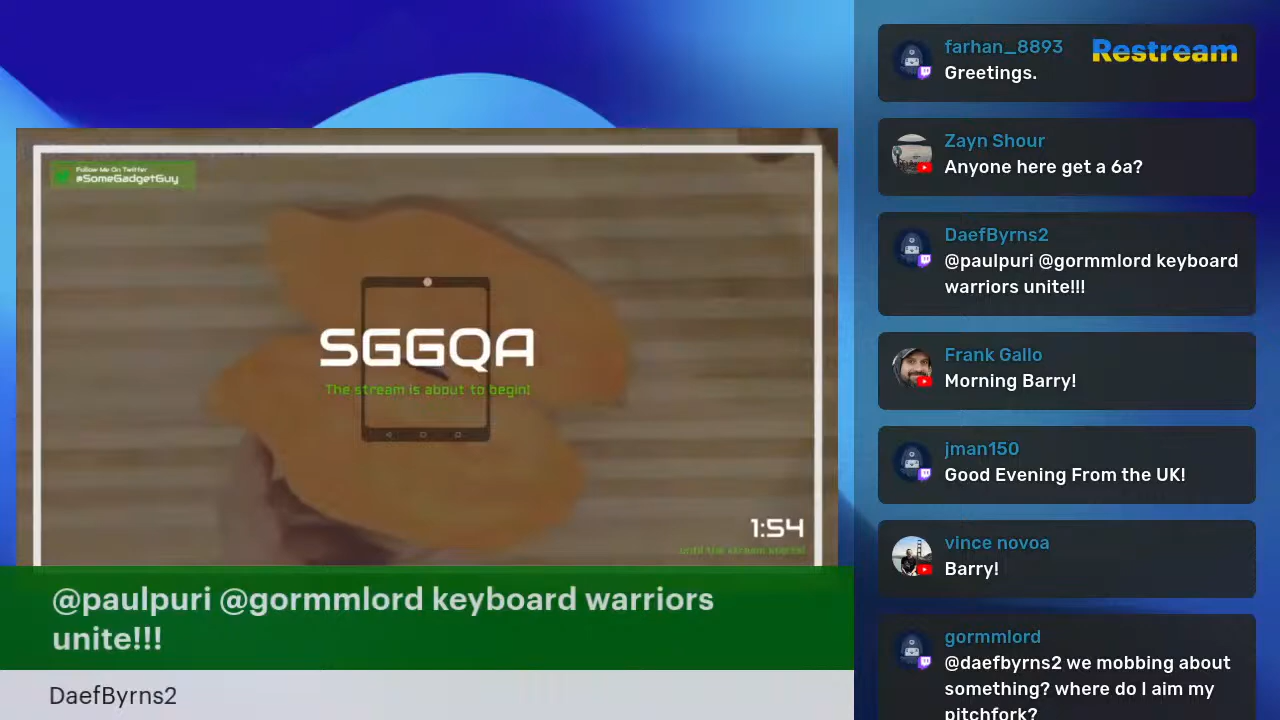 Follow Me On Twitter
@SomeGadgetGuy
SGGQA
The stream is about to begin!
1:54
until the stream starts!
@paulpuri @gormmlord keyboard warriors
unite!!!
DaefByrns2
farhan_8893
Restream
Greetings.
Zayn Shour
Anyone here get a 6a?
DaefByrns2
@paulpuri @gormmlord keyboard
warriors unite!!!
Frank Gallo
Morning Barry!
jman150
Good Evening From the UK!
vince novoa
Barry!
gormmlord
@daefbyrns2 we mobbing about
something? where do I aim my
pitchfork?